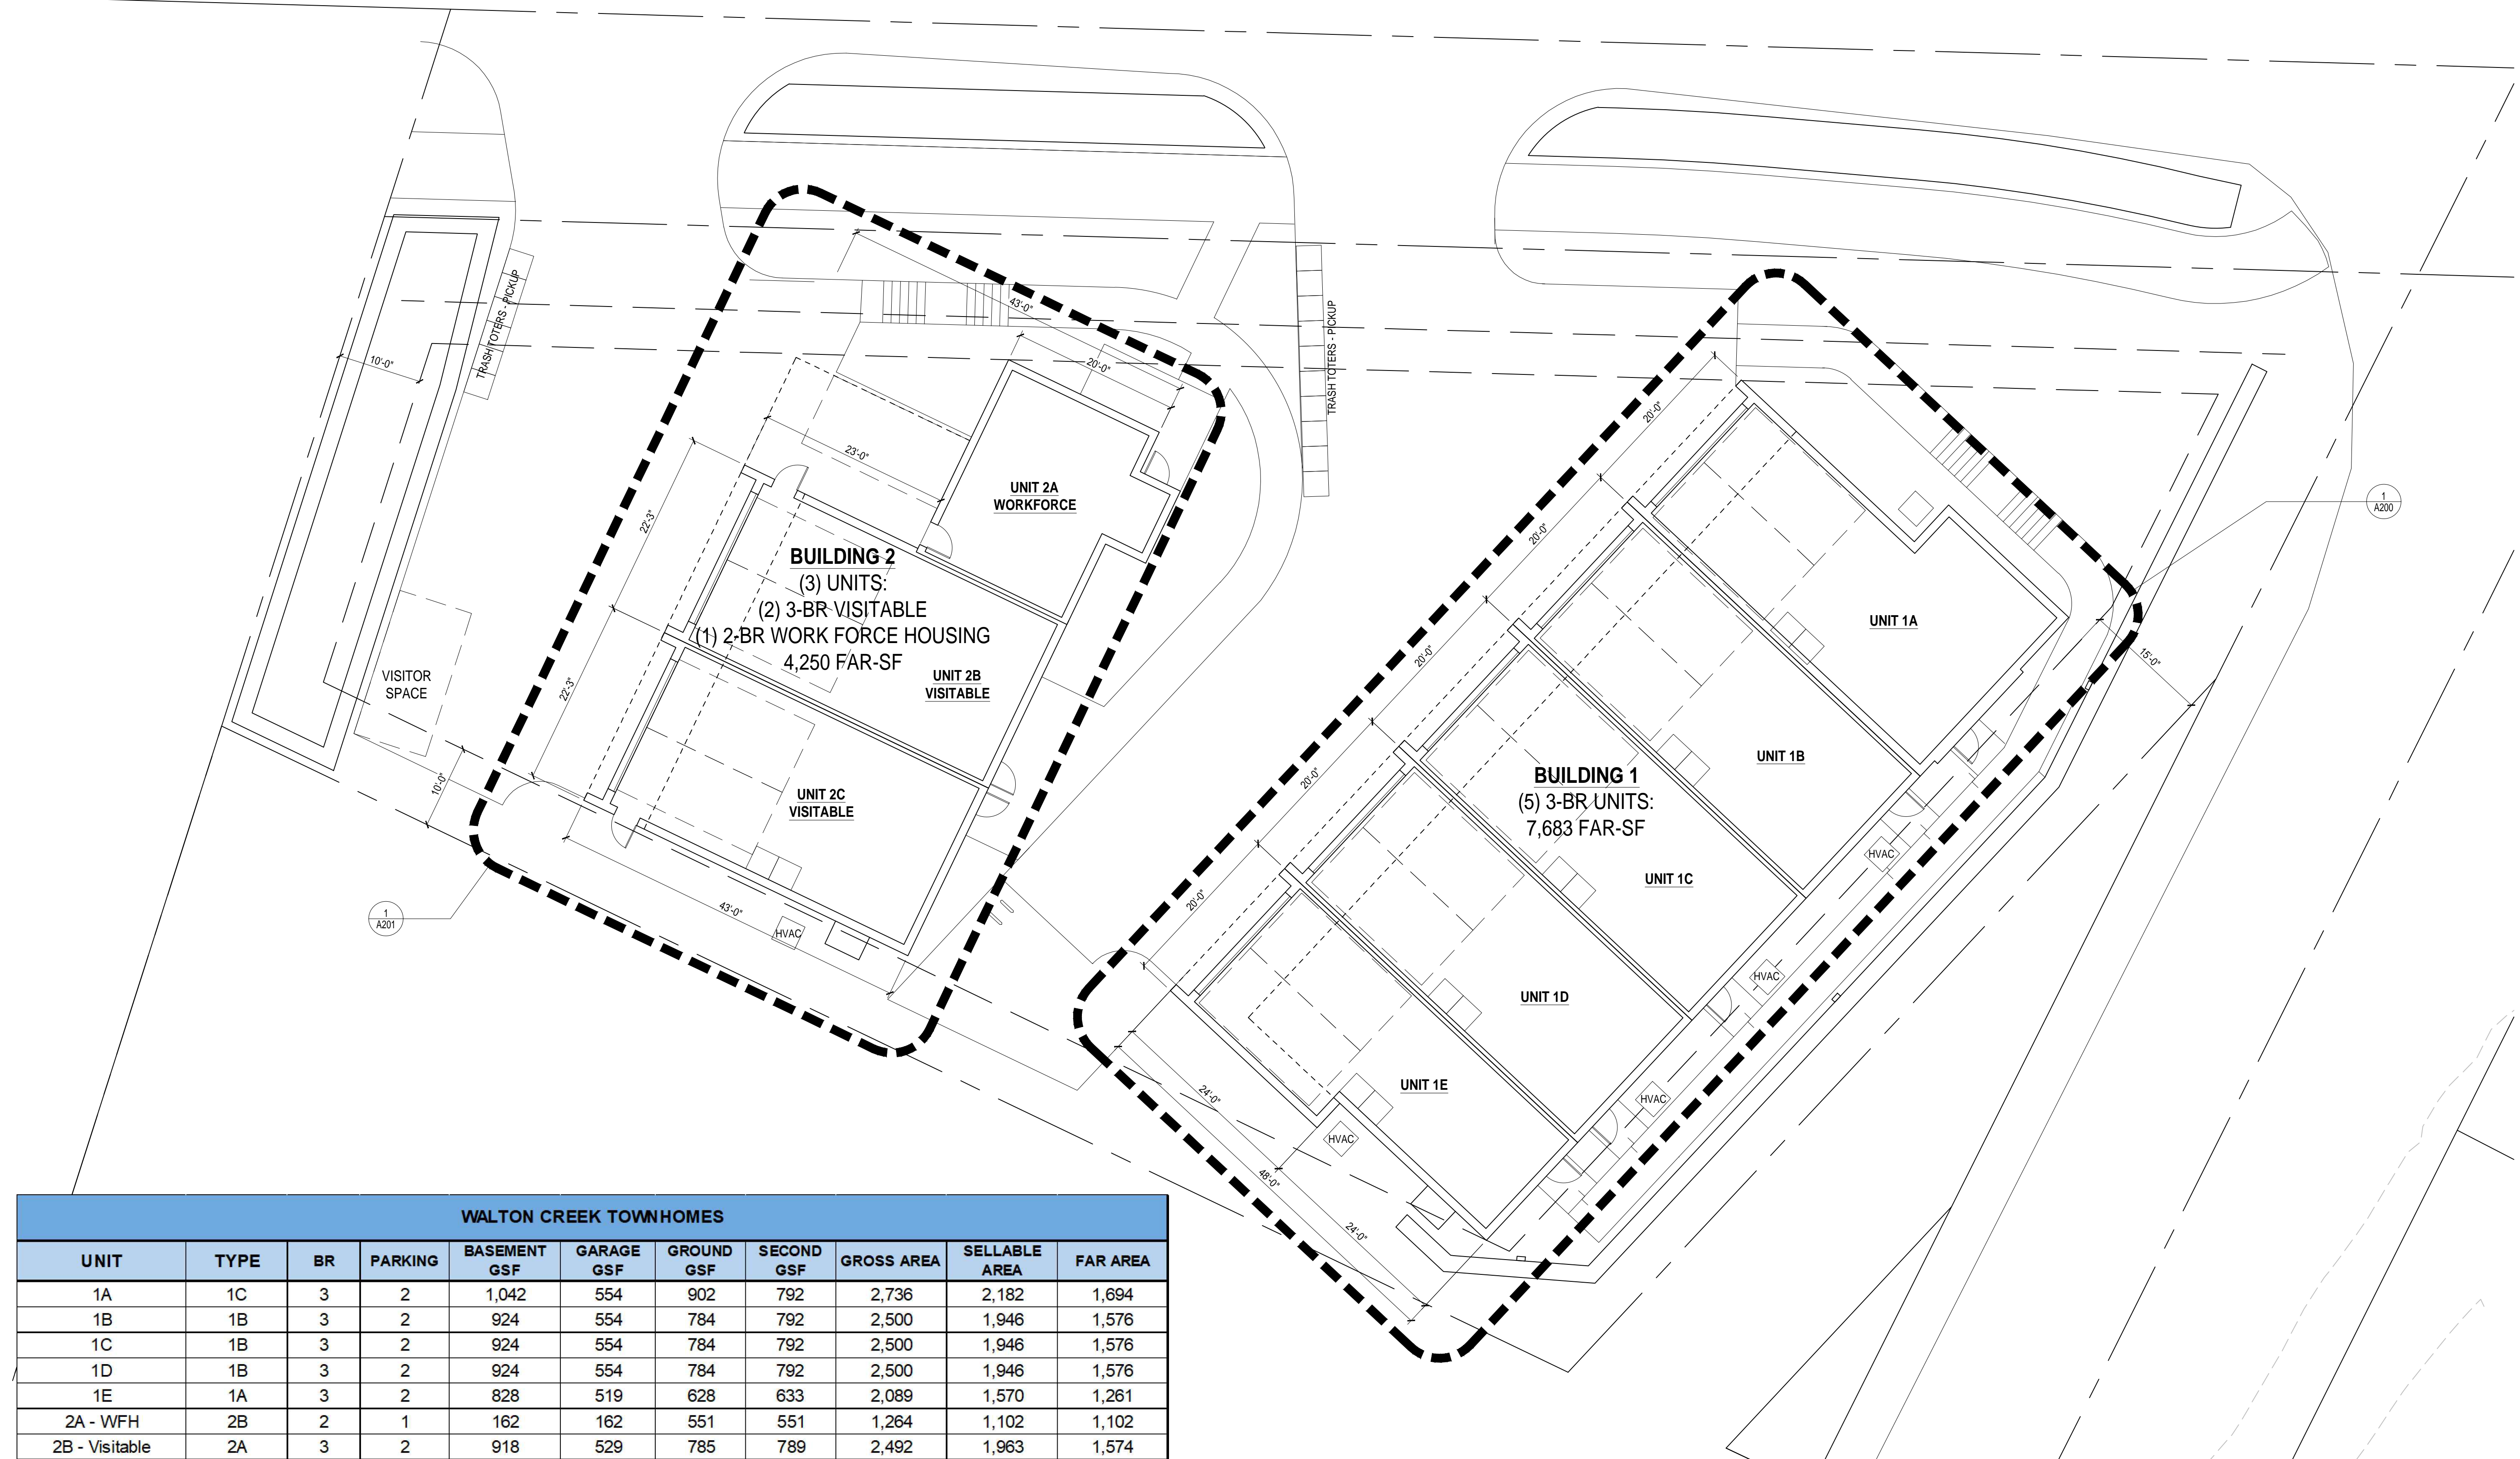 TRASH TOTERS - PICKUP
10'-0"
VISITOR
SPACE
10'-0"
43'-0"
20'-0"
23'-0"
22'-3"
22'-3"
UNIT 2A
WORKFORCE
BUILDING 2
(3) UNITS:
(2) 3-BR VISITABLE
(1) 2-BR WORK FORCE HOUSING
4,250 FAR-SF
UNIT 2B
VISITABLE
UNIT 2C
VISITABLE
43'-0"
HVAC
1
A201
TRASH TOTERS - PICKUP
20'-0"
20'-0"
20'-0"
20'-0"
20'-0"
1
A200
15'-0"
UNIT 1A
UNIT 1B
BUILDING 1
(5) 3-BR UNITS:
7,683 FAR-SF
UNIT 1C
UNIT 1D
UNIT 1E
HVAC
HVAC
HVAC
HVAC
24'-0"
48'-0"
24'-0"
WALTON CREEK TOWNHOMES
UNIT TYPE BR PARKING BASEMENT GSF GARAGE GSF GROUND GSF SECOND GSF GROSS AREA SELLABLE AREA FAR AREA
1A 1C 3 2 1,042 554 902 792 2,736 2,182 1,694
1B 1B 3 2 924 554 784 792 2,500 1,946 1,576
1C 1B 3 2 924 554 784 792 2,500 1,946 1,576
1D 1B 3 2 924 554 784 792 2,500 1,946 1,576
1E 1A 3 2 828 519 628 633 2,089 1,570 1,261
2A - WFH 2B 2 1 162 162 551 551 1,264 1,102 1,102
2B - Visitable 2A 3 2 918 529 785 789 2,492 1,963 1,574